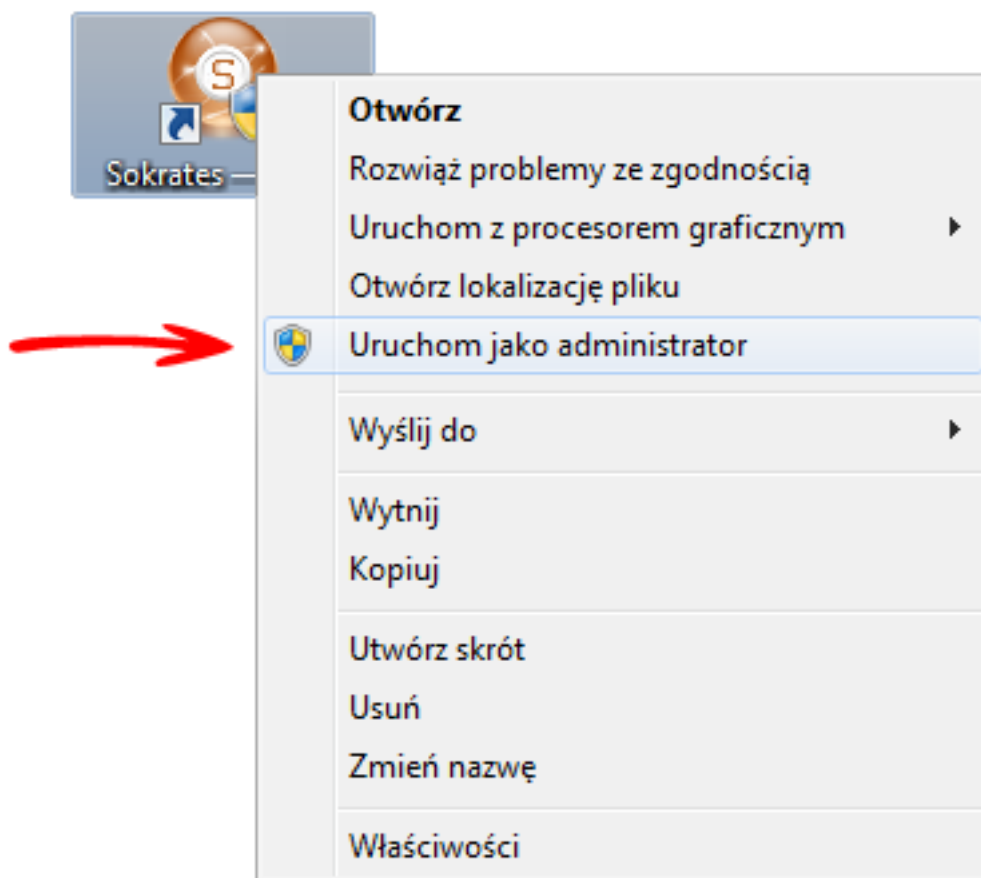 S
Sokrates —
Otwórz
Rozwiąż problemy ze zgodnością
Uruchom z procesorem graficznym
Otwórz lokalizację pliku
Uruchom jako administrator
Wyślij do
Wytnij
Kopiuj
Utwórz skrót
Usuń
Zmień nazwę
Właściwości